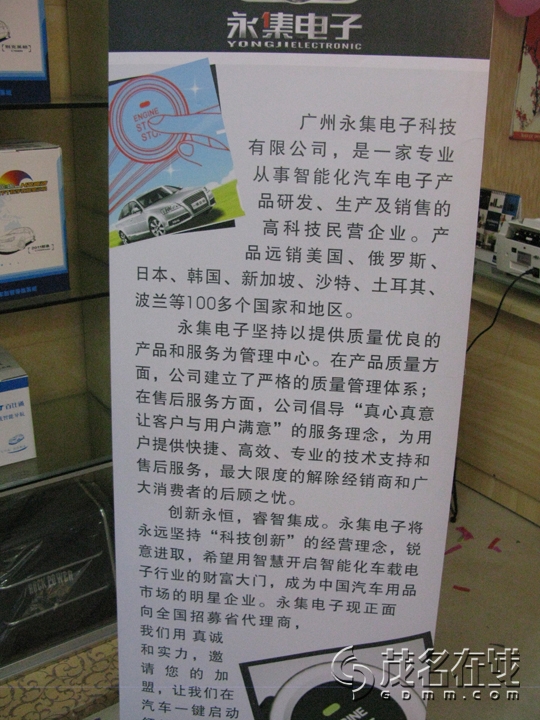 永集电子
YONGJIELECTRONIC
ENGINE
ST
STO
广州永集电子科技
有限公司，是一家专业
从事智能化汽车电子产
品研发、生产及销售的
高科技民营企业。产
品远销美国、俄罗斯、
日本、韩国、新加坡、沙特、土耳其、
波兰等100多个国家和地区。
永集电子坚持以提供质量优良的
产品和服务为管理中心。在产品质量方
面，公司建立了严格的质量管理体系；
在售后服务方面，公司倡导“真心真意
让客户与用户满意”的服务理念，为用
户提供快捷、高效、专业的技术支持和
售后服务，最大限度的解除经销商和广
大消费者的后顾之忧。
创新永恒，睿智集成。永集电子将
永远坚持“科技创新”的经营理念，锐
意进取，希望用智慧开启智能化车载电
子行业的财富大门，成为中国汽车用品
市场的明星企业。永集电子现正面
向全国招募省代理商，
我们用 真诚
和实力，邀
请您的加
盟，让我们在
汽车一键启动
ENGINE
茂名在线
gomm.com